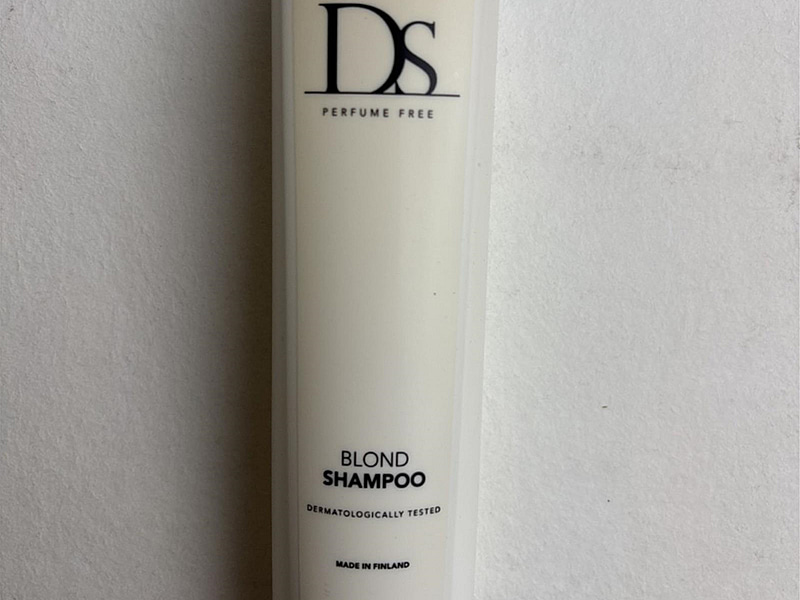 DS
PERFUME FREE
BLOND
SHAMPOO
DERMATOLOGICALLY TESTED
MADE IN FINLAND